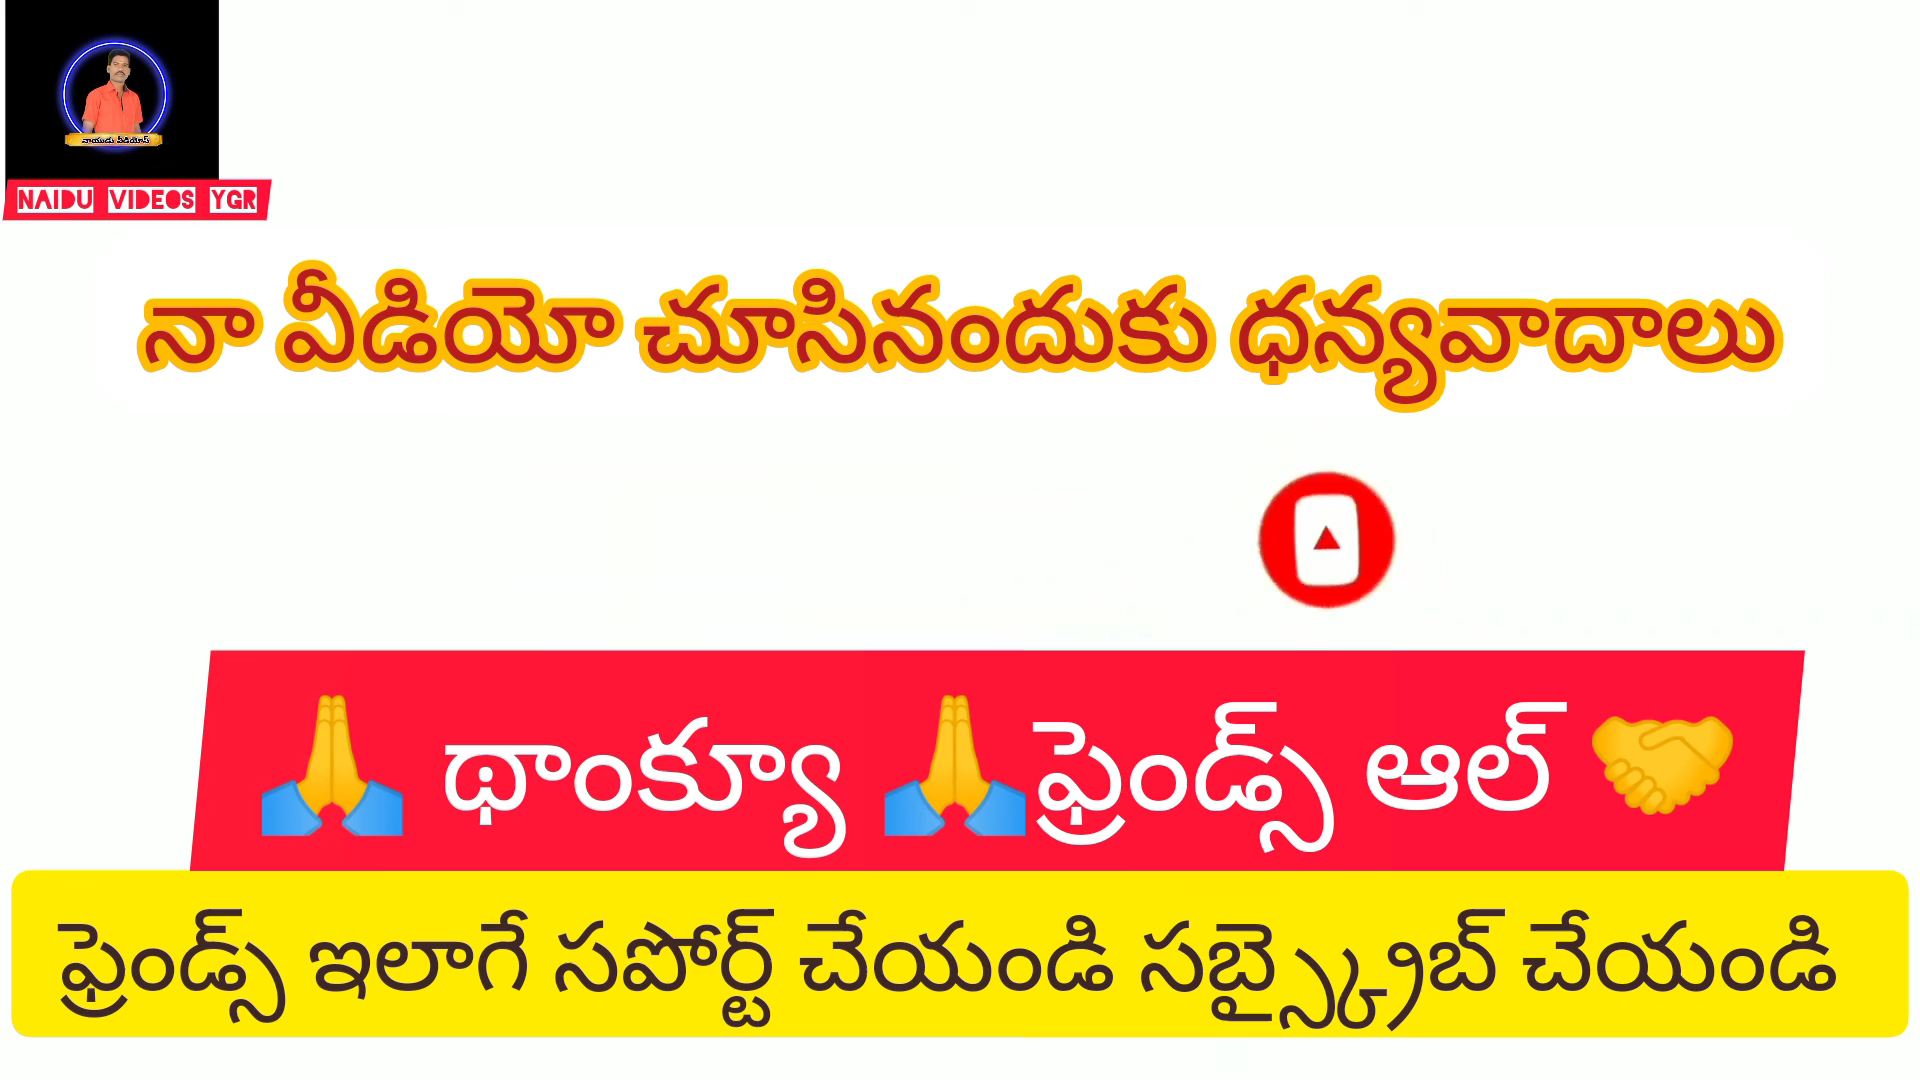 నాయుడు వీడియోస్
NAIDU VIDEOS YGR
నా వీడియో చూసినందుకు ధన్యవాదాలు
🙏 థాంక్యూ 🙏ఫ్రెండ్స్ ఆల్ 🤝
ఫ్రెండ్స్ ఇలాగే సపోర్ట్ చేయండి సబ్స్క్రైబ్ చేయండి